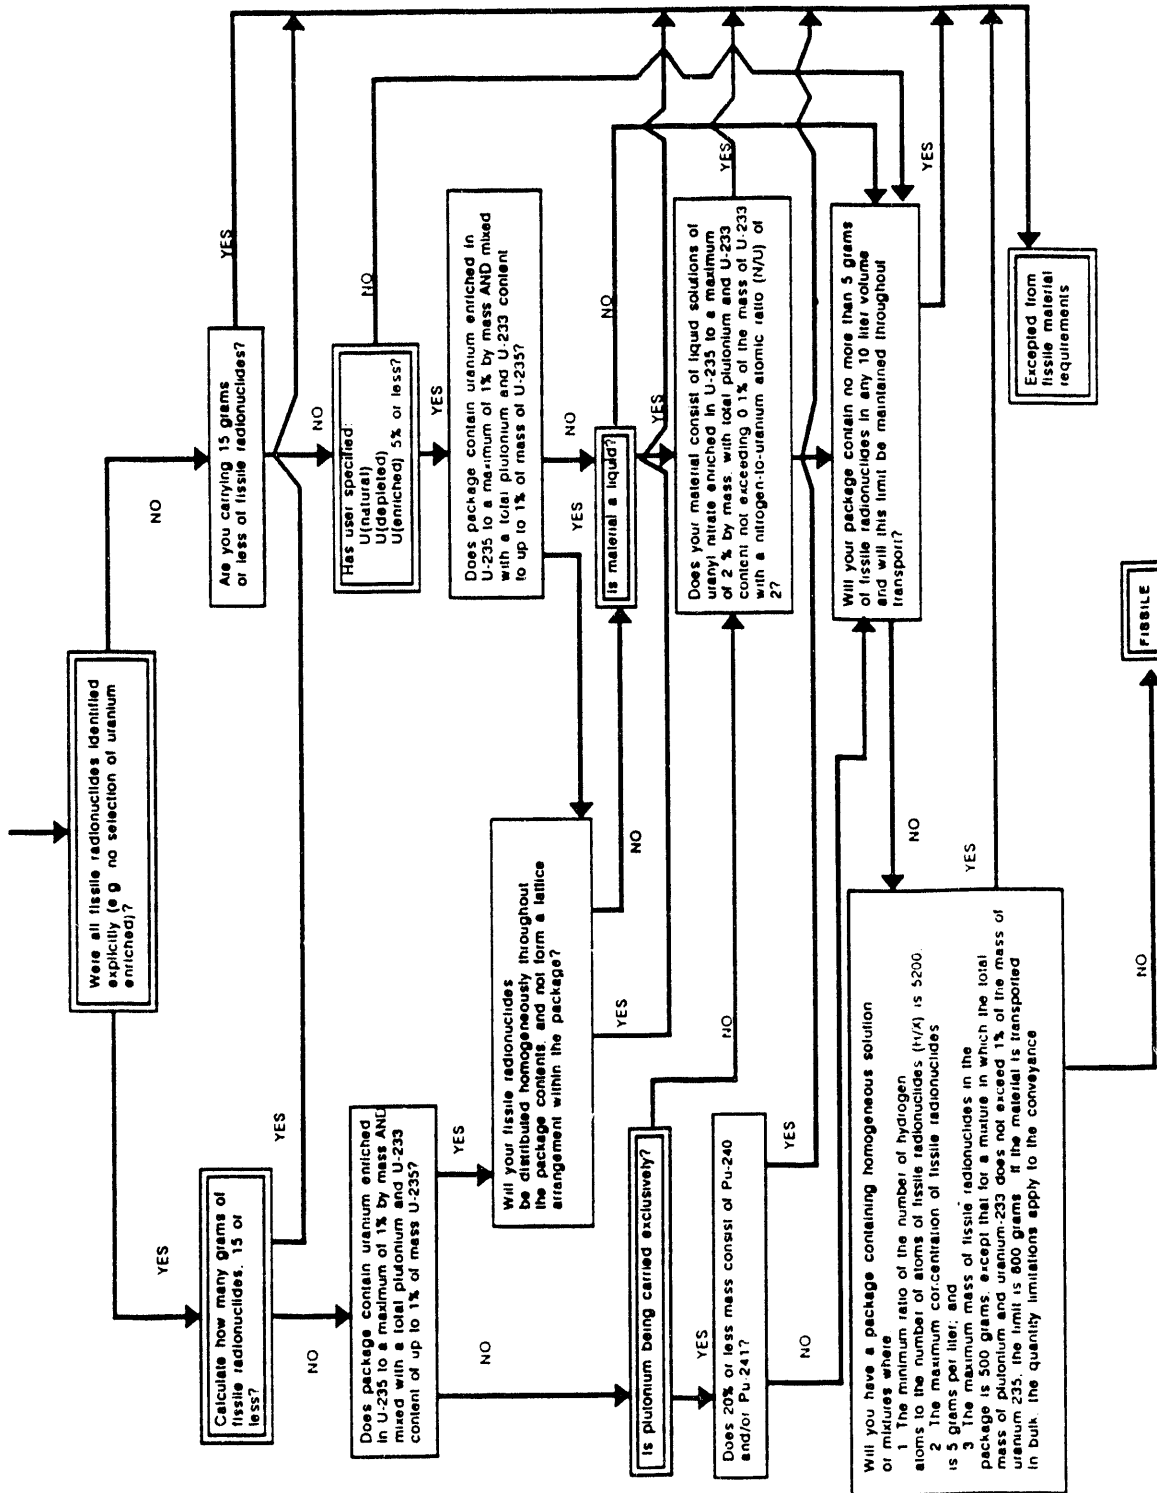 Were all fissile radionuclides identified
explicitly (e g no selection of uranium
enriched)?
YES
NO
Calculate how many grams of
fissile radionuclides. 15 or
less?
YES
NO
Are you carrying 15 grams
or less of fissile radionuclides?
YES
NO
Does package contain uranium enriched
in U-235 to a maximum of 1% by mass AND
mixed with a total plutonium and U-233
content of up to 1% of mass U-235?
YES
NO
Has user specified:
U(natural)
U(depleted)
U(enriched) 5% or less?
NO
YES
Does package contain uranium enriched in
U-235 to a maximum of 1% by mass AND mixed
with a total plutonium and U-233 content
to up to 1% of mass of U-235?
YES
NO
Will your fissile radionuclides
be distributed homogeneously throughout
the package contents, and not form a lattice
arrangement within the package?
YES
NO
Is material a liquid?
NO
YES
Is plutonium being carried exclusively?
NO
YES
Does your material consist of liquid solutions of
uranyl nitrate enriched in U-235 to a maximum
of 2 % by mass, with total plutonium and U-233
content not exceeding 0.1% of the mass of U-233
with a nitrogen-to-uranium atomic ratio (N/U) of
2?
YES
Does 20% or less mass consist of Pu-240
and/or Pu-241?
YES
NO
Will your package contain no more than 5 grams
of fissile radionuclides in any 10 liter volume
and will this limit be maintained throughout
transport?
YES
NO
Will you have a package containing homogeneous solution
or mixtures where
1 The minimum ratio of the number of hydrogen
atoms to the number of atoms of fissile radionuclides (H/X) is 5200.
2 The maximum concentration of fissile radionuclides
is 5 grams per liter; and
3 The maximum mass of fissile radionuclides in the
package is 500 grams, except that for a mixture in which the total
mass of plutonium and uranium-233 does not exceed 1% of the mass of
uranium 235, the limit is 800 grams. If the material is transported
in bulk, the quantity limitations apply to the conveyance
YES
NO
Excepted from
fissile material
requirements
FISSILE